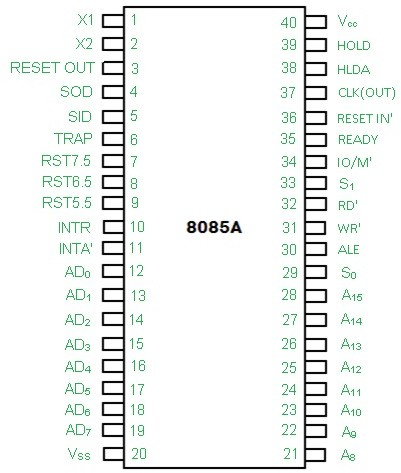 X1 1 40 Vcc
X2 2 39 HOLD
RESET OUT 3 38 HLDA
SOD 4 37 CLK(OUT)
SID 5 36 RESET IN'
TRAP 6 35 READY
RST7.5 7 34 IO/M'
RST6.5 8 33 S₁
RST5.5 9 32 RD'
INTR 10 8085A 31 WR'
INTA' 11 30 ALE
AD₀ 12 29 S₀
AD₁ 13 28 A₁₅
AD₂ 14 27 A₁₄
AD₃ 15 26 A₁₃
AD₄ 16 25 A₁₂
AD₅ 17 24 A₁₁
AD₆ 18 23 A₁₀
AD₇ 19 22 A₉
Vss 20 21 A₈